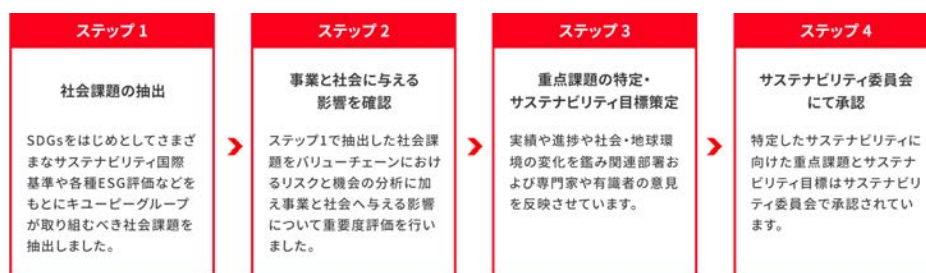 ステップ 1
社会課題の抽出
SDGsをはじめとしてさまざ
まなサステナビリティ国際
基準や各種ESG評価などを
もとにキユーピーグループ
が取り組むべき社会課題を
抽出しました。
ステップ 2
事業と社会に与える
影響を確認
ステップ1で抽出した社会課
題をバリューチェーンにおけ
るリスクと機会の分析に加
え事業と社会へ与える影響
について重要度評価を行い
ました。
ステップ 3
重点課題の特定・
サステナビリティ目標策定
実績や進捗や社会・地球環
境の変化を鑑み関連部署お
よび専門家や有識者の意見
を反映させています。
ステップ 4
サステナビリティ委員会
にて承認
特定したサステナビリティに
向けた重点課題とサステナ
ビリティ目標はサステナビリ
ティ委員会で承認されてい
ます。